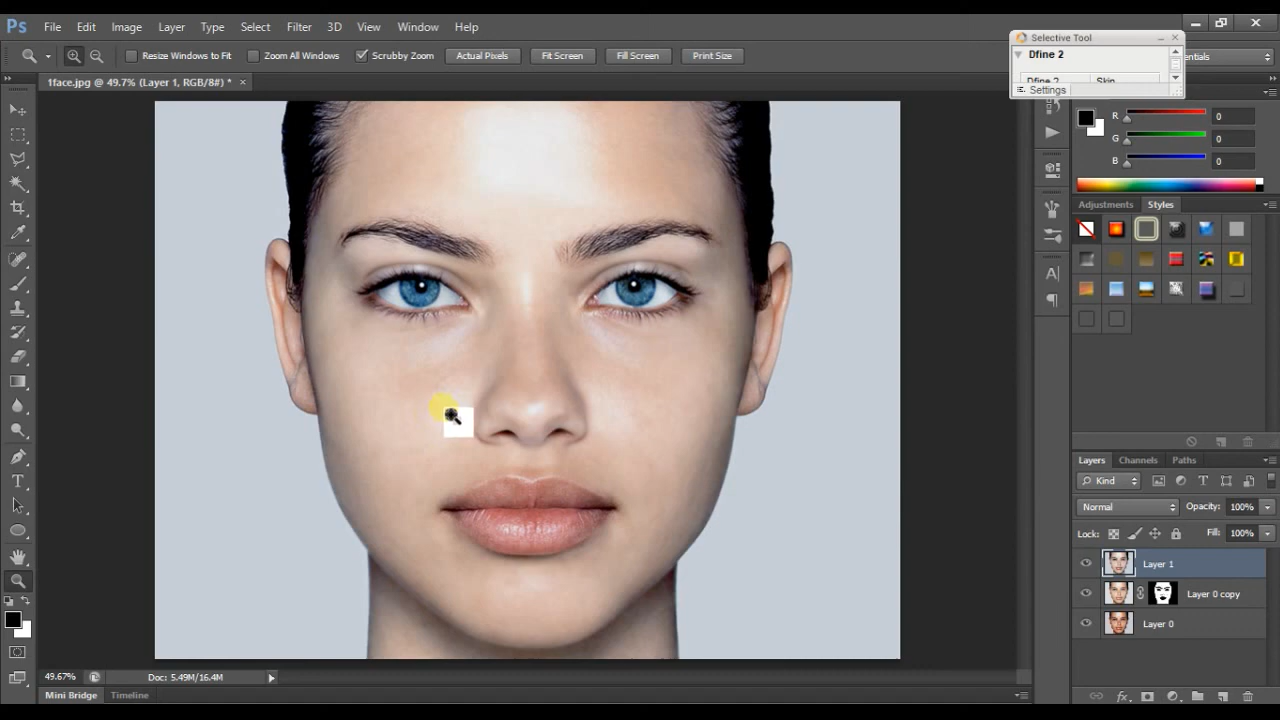 Ps File Edit Image Layer Type Select Filter 3D View Window Help
Resize Windows to Fit Zoom All Windows Scrubby Zoom Actual Pixels Fit Screen Fill Screen Print Size
Selective Tool
Dfine 2
Dfine 2 Skin
Settings
entials
1face.jpg @ 49.7% (Layer 1, RGB/8#) * ×
R 0
G 0
B 0
Adjustments Styles
Layers Channels Paths
Kind
Normal Opacity: 100%
Lock: Fill: 100%
Layer 1
Layer 0 copy
Layer 0
49.67% Doc: 5.49M/16.4M
Mini Bridge Timeline